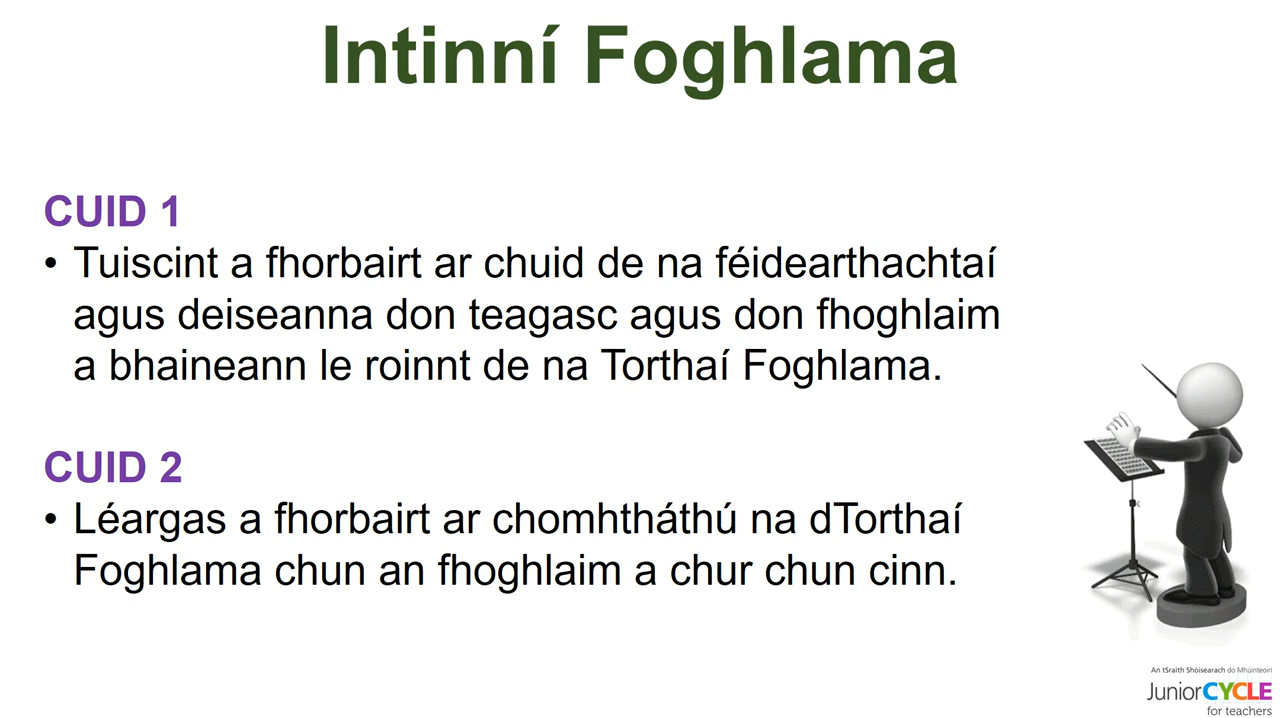 Intinní Foghlama
CUID 1
• Tuiscint a fhorbairt ar chuid de na féidearthachtaí
agus deiseanna don teagasc agus don fhoghlaim
a bhaineann le roinnt de na Torthaí Foghlama.
CUID 2
• Léargas a fhorbairt ar chomhtháthú na dTorthaí
Foghlama chun an fhoghlaim a chur chun cinn.
An tSraith Shóisearach do Mhúinteoirí
JuniorCYCLE
for teachers